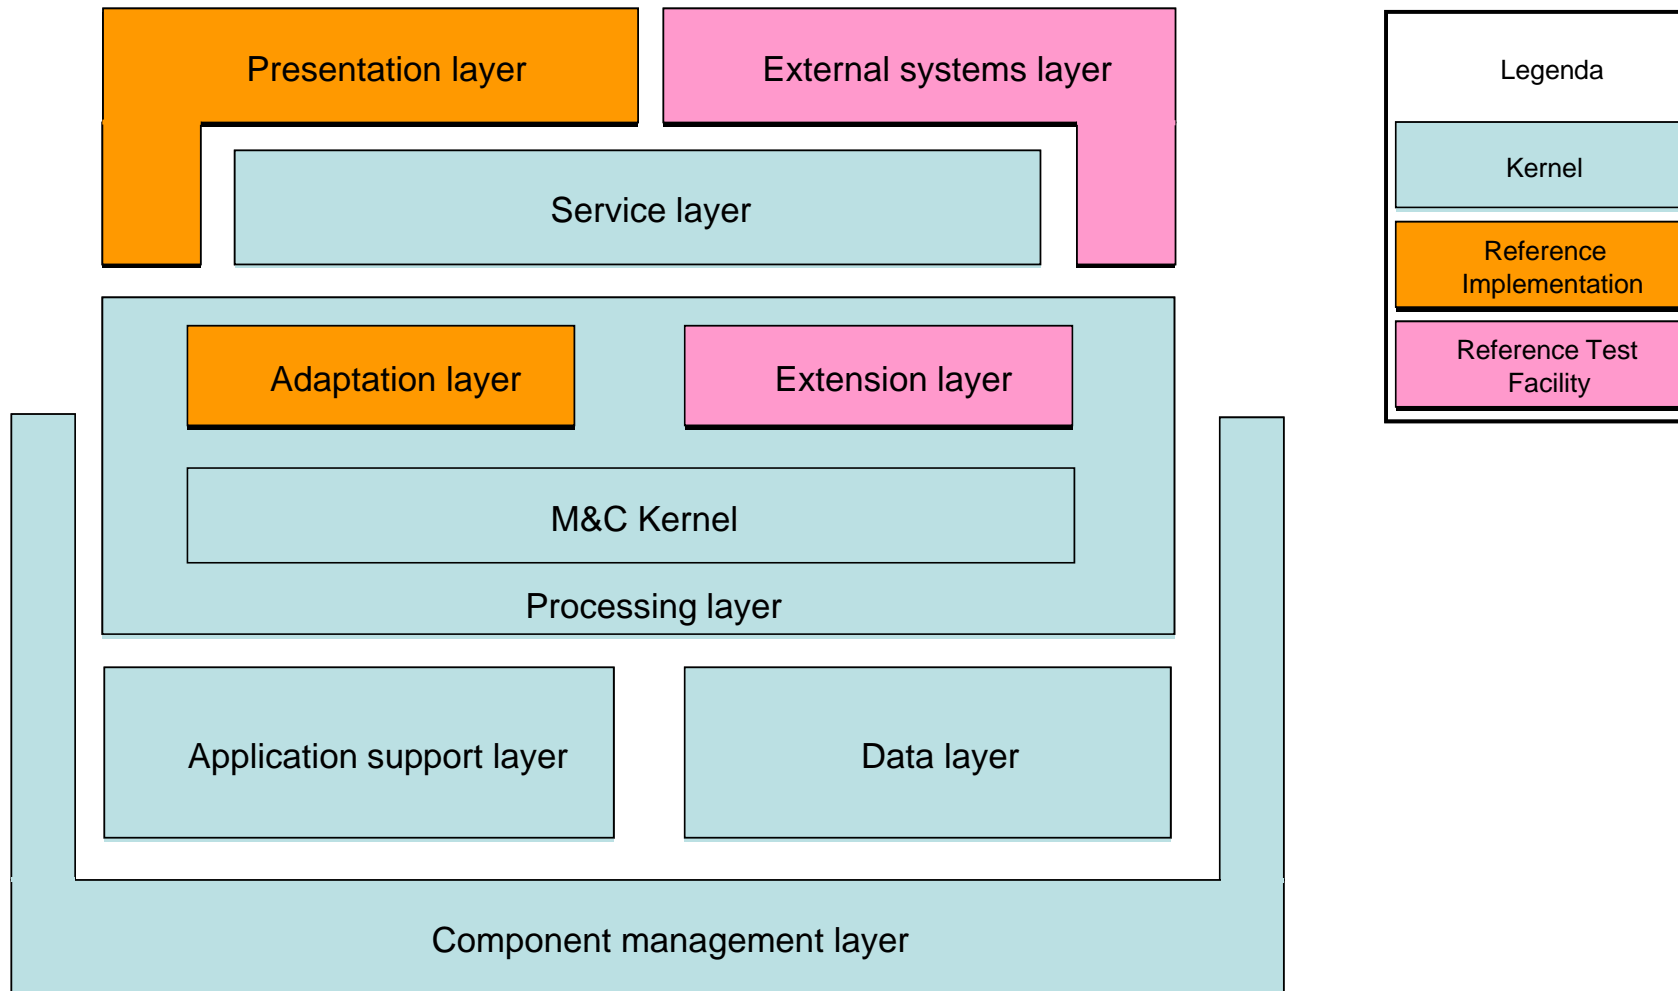 Presentation layer
External systems layer
Service layer
Adaptation layer
Extension layer
M&C Kernel
Processing layer
Application support layer
Data layer
Component management layer
Legenda
Kernel
Reference
Implementation
Reference Test
Facility